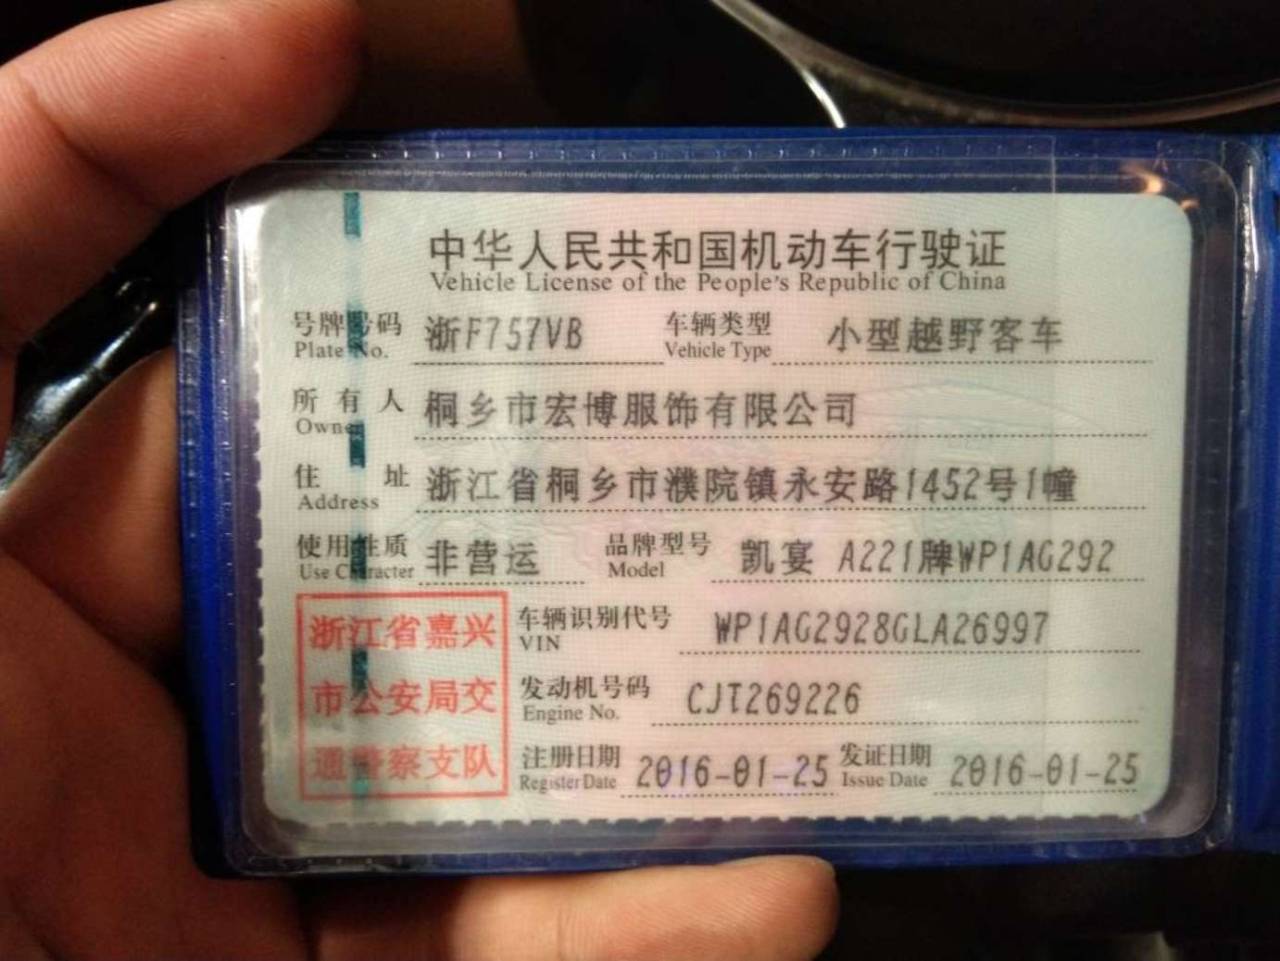 中华人民共和国机动车行驶证
Vehicle License of the People's Republic of China
号牌号码 浙F757VB 车辆类型 小型越野客车
Plate No. Vehicle Type
所有人 桐乡市宏博服饰有限公司
Owner
住址 浙江省桐乡市濮院镇永安路1452号1幢
Address
使用性质 非营运 品牌型号 凯宴 A221牌WP1AG292
Use Character Model
浙江省嘉兴
市公安局交
通警察支队
车辆识别代号 WP1AG2928GLA26997
VIN
发动机号码 CJT269226
Engine No.
注册日期 2016-01-25 发证日期 2016-01-25
Register Date Issue Date